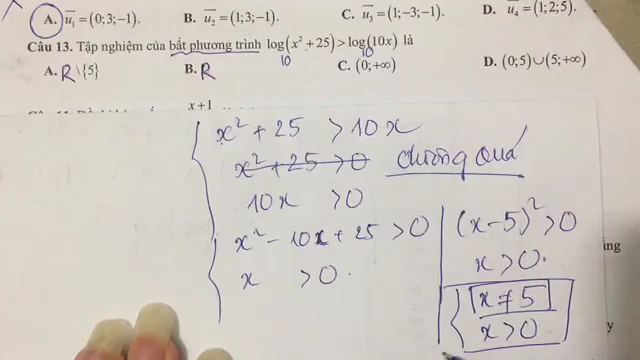 A. u₁ = (0;3;−1). B. u₂ = (1;3;−1). C. u₃ = (1;−3;−1). D. u₄ = (1;2;5).
Câu 13. Tập nghiệm của bất phương trình log(x² + 25) > log(10x) là
10 10
A. R\{5} B. R C. (0;+∞) D. (0;5)∪(5;+∞)
x+1
x² + 25 > 10x
x² + 25 > 0 đương quá
10x > 0
x² − 10x + 25 > 0
x > 0.
(x−5)² > 0
x > 0.
x ≠ 5
x > 0
ing
y